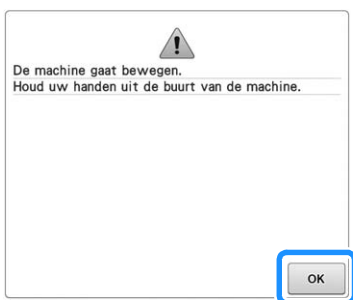 De machine gaat bewegen.
Houd uw handen uit de buurt van de machine.
OK